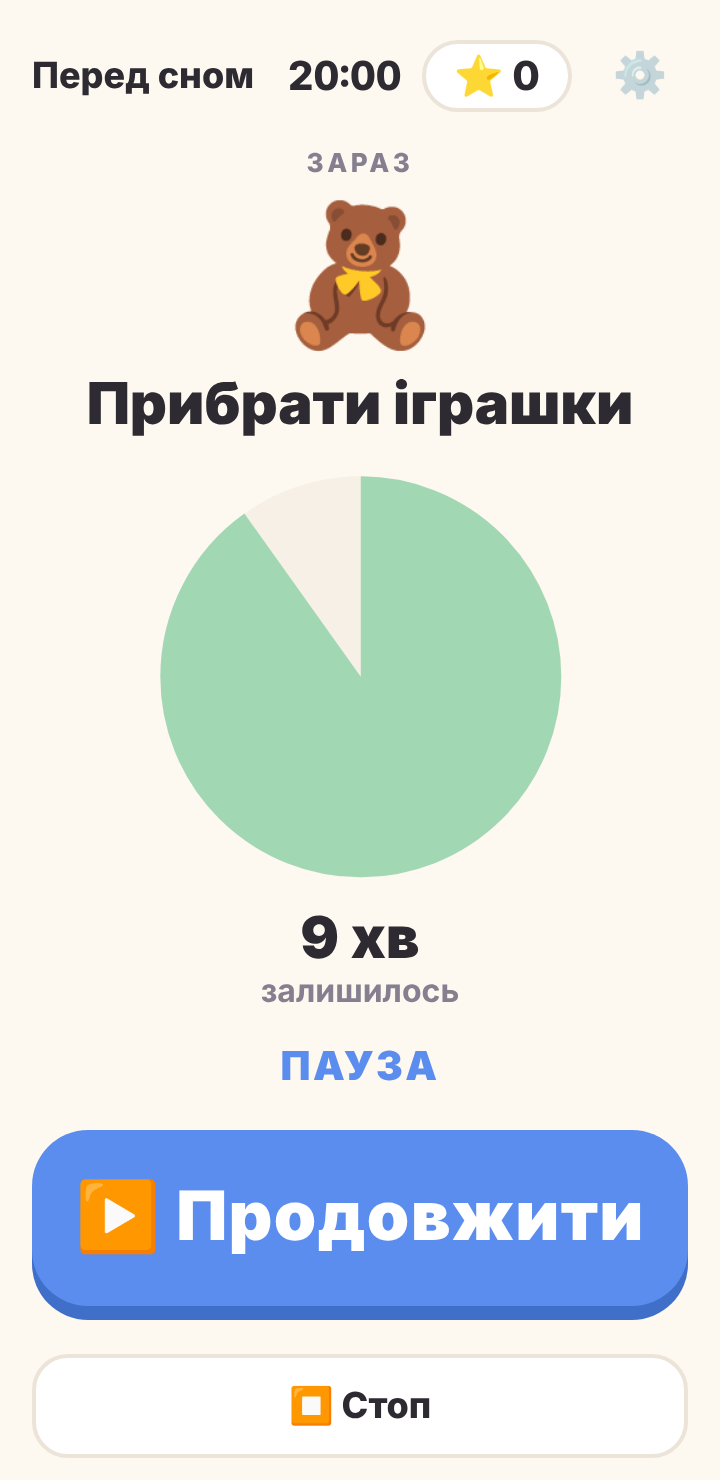 Перед сном 20:00 ⭐ 0 ⚙️
ЗАРАЗ
Прибрати іграшки
9 хв
залишилось
ПАУЗА
▶️ Продовжити
⏹️ Стоп